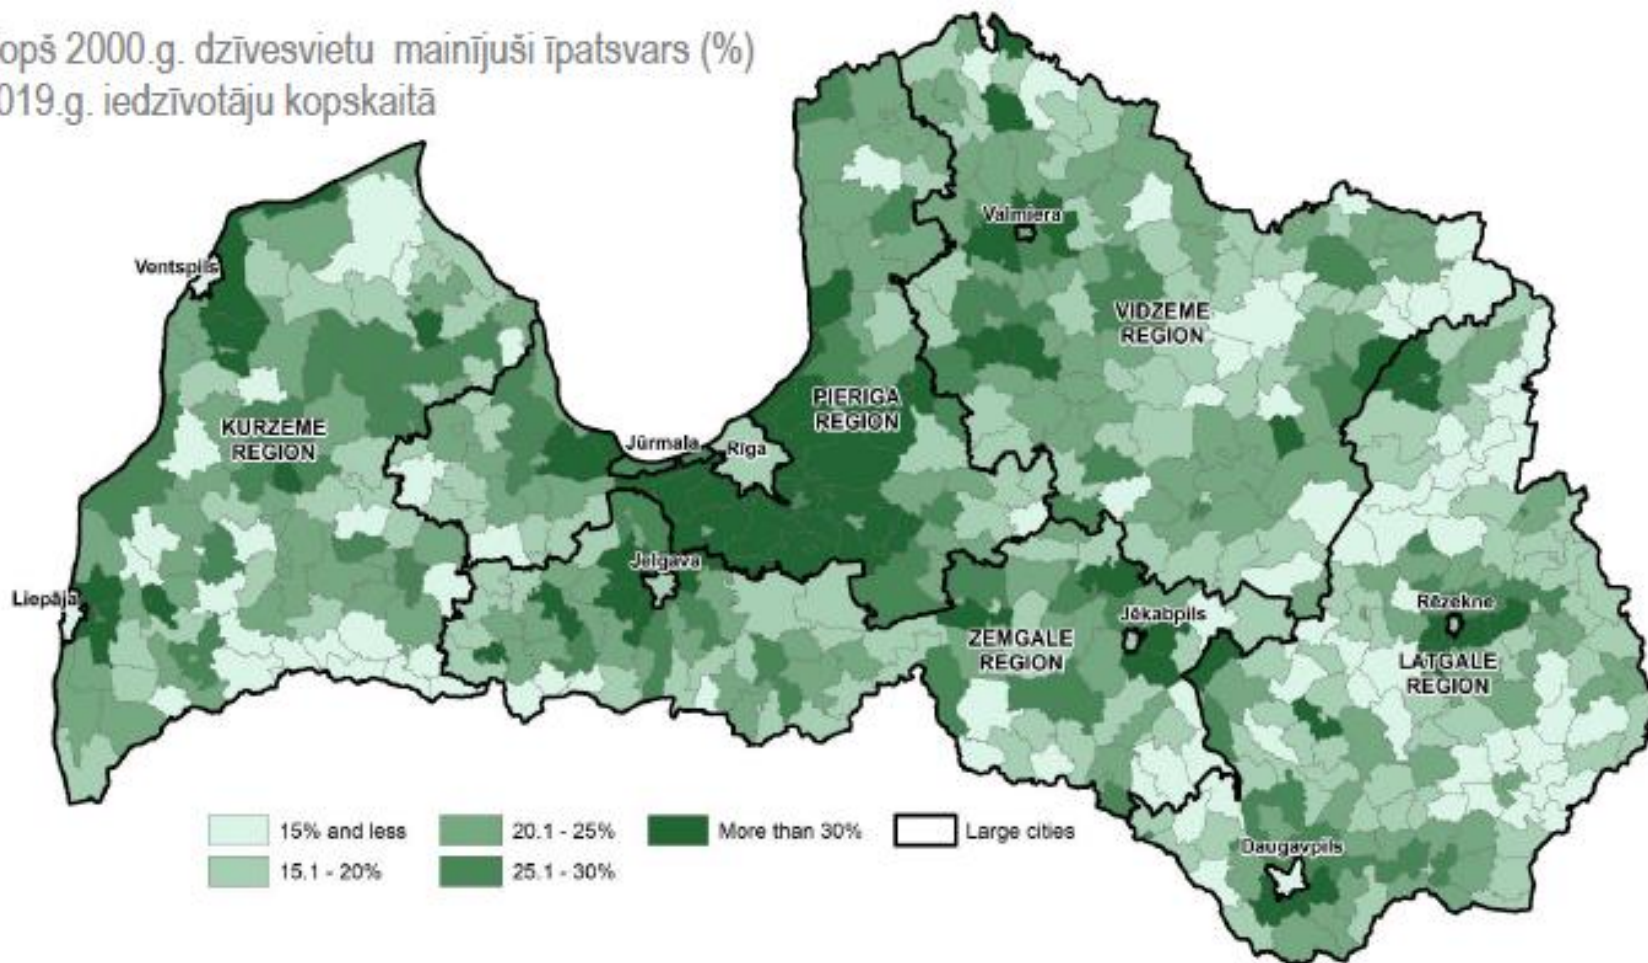 opš 2000.g. dzīvesvietu mainījuši īpatsvars (%)
019.g. iedzīvotāju kopskaitā
Valmiera
Ventspils
VIDZEME
REGION
PIERIGA
REGION
KURZEME
REGION
Jūrmala
Rīga
Jelgava
Liepāja
Jēkabpils
Rēzekne
ZEMGALE
REGION
LATGALE
REGION
15% and less
20.1 - 25%
More than 30%
Large cities
15.1 - 20%
25.1 - 30%
Daugavpils